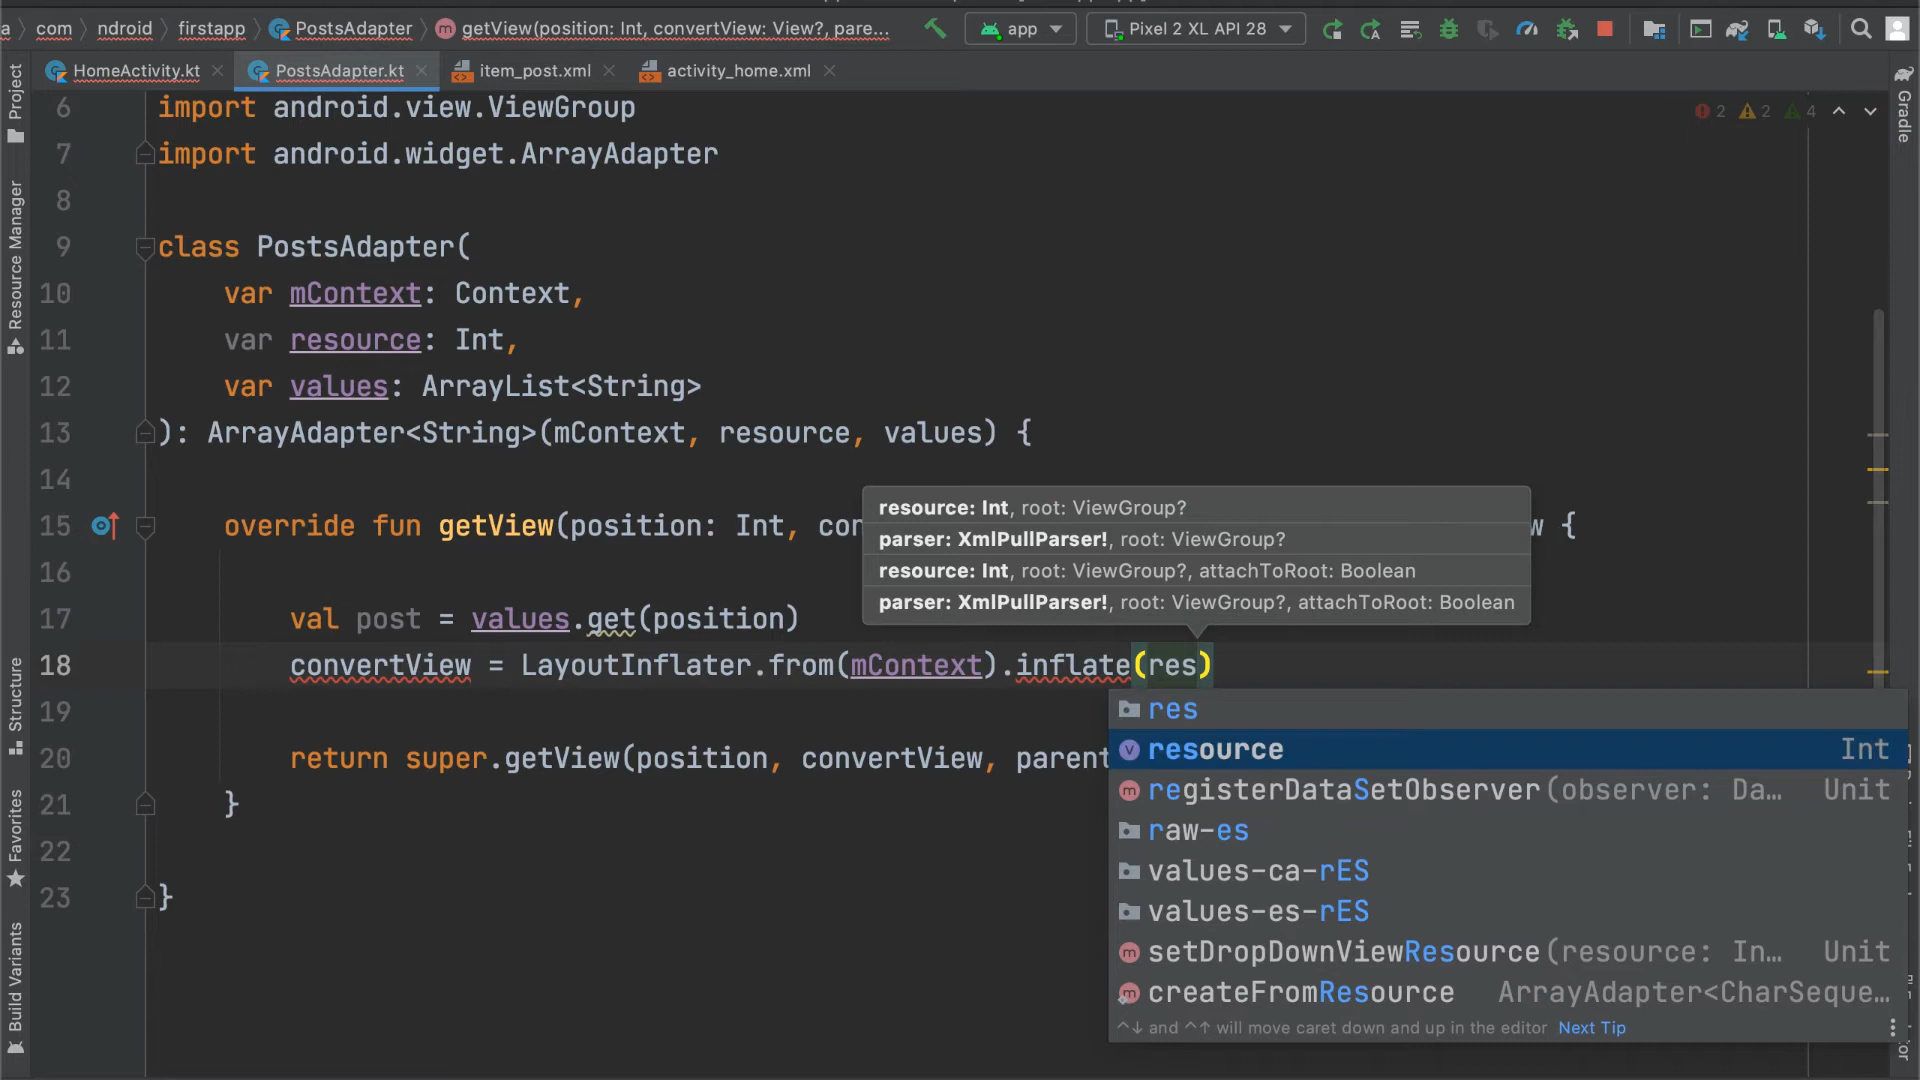 a com ndroid firstapp PostsAdapter getView(position: Int, convertView: View?, pare... app Pixel 2 XL API 28
HomeActivity.kt PostsAdapter.kt item_post.xml activity_home.xml
Project
Resource Manager
Structure
Favorites
Build Variants
Gradle
2 2 4
6 import android.view.ViewGroup
7 import android.widget.ArrayAdapter
8
9 class PostsAdapter(
10 var mContext: Context,
11 var resource: Int,
12 var values: ArrayList<String>
13 ): ArrayAdapter<String>(mContext, resource, values) {
14
resource: Int, root: ViewGroup?
parser: XmlPullParser!, root: ViewGroup?
resource: Int, root: ViewGroup?, attachToRoot: Boolean
parser: XmlPullParser!, root: ViewGroup?, attachToRoot: Boolean
15 override fun getView(position: Int, con w {
16
17 val post = values.get(position)
18 convertView = LayoutInflater.from(mContext).inflate(res)
19
20 return super.getView(position, convertView, parent
21 }
22
23 }
res
resource Int
registerDataSetObserver(observer: Da... Unit
raw-es
values-ca-rES
values-es-rES
setDropDownViewResource(resource: In... Unit
createFromResource ArrayAdapter<CharSeque...
^↓ and ^↑ will move caret down and up in the editor Next Tip